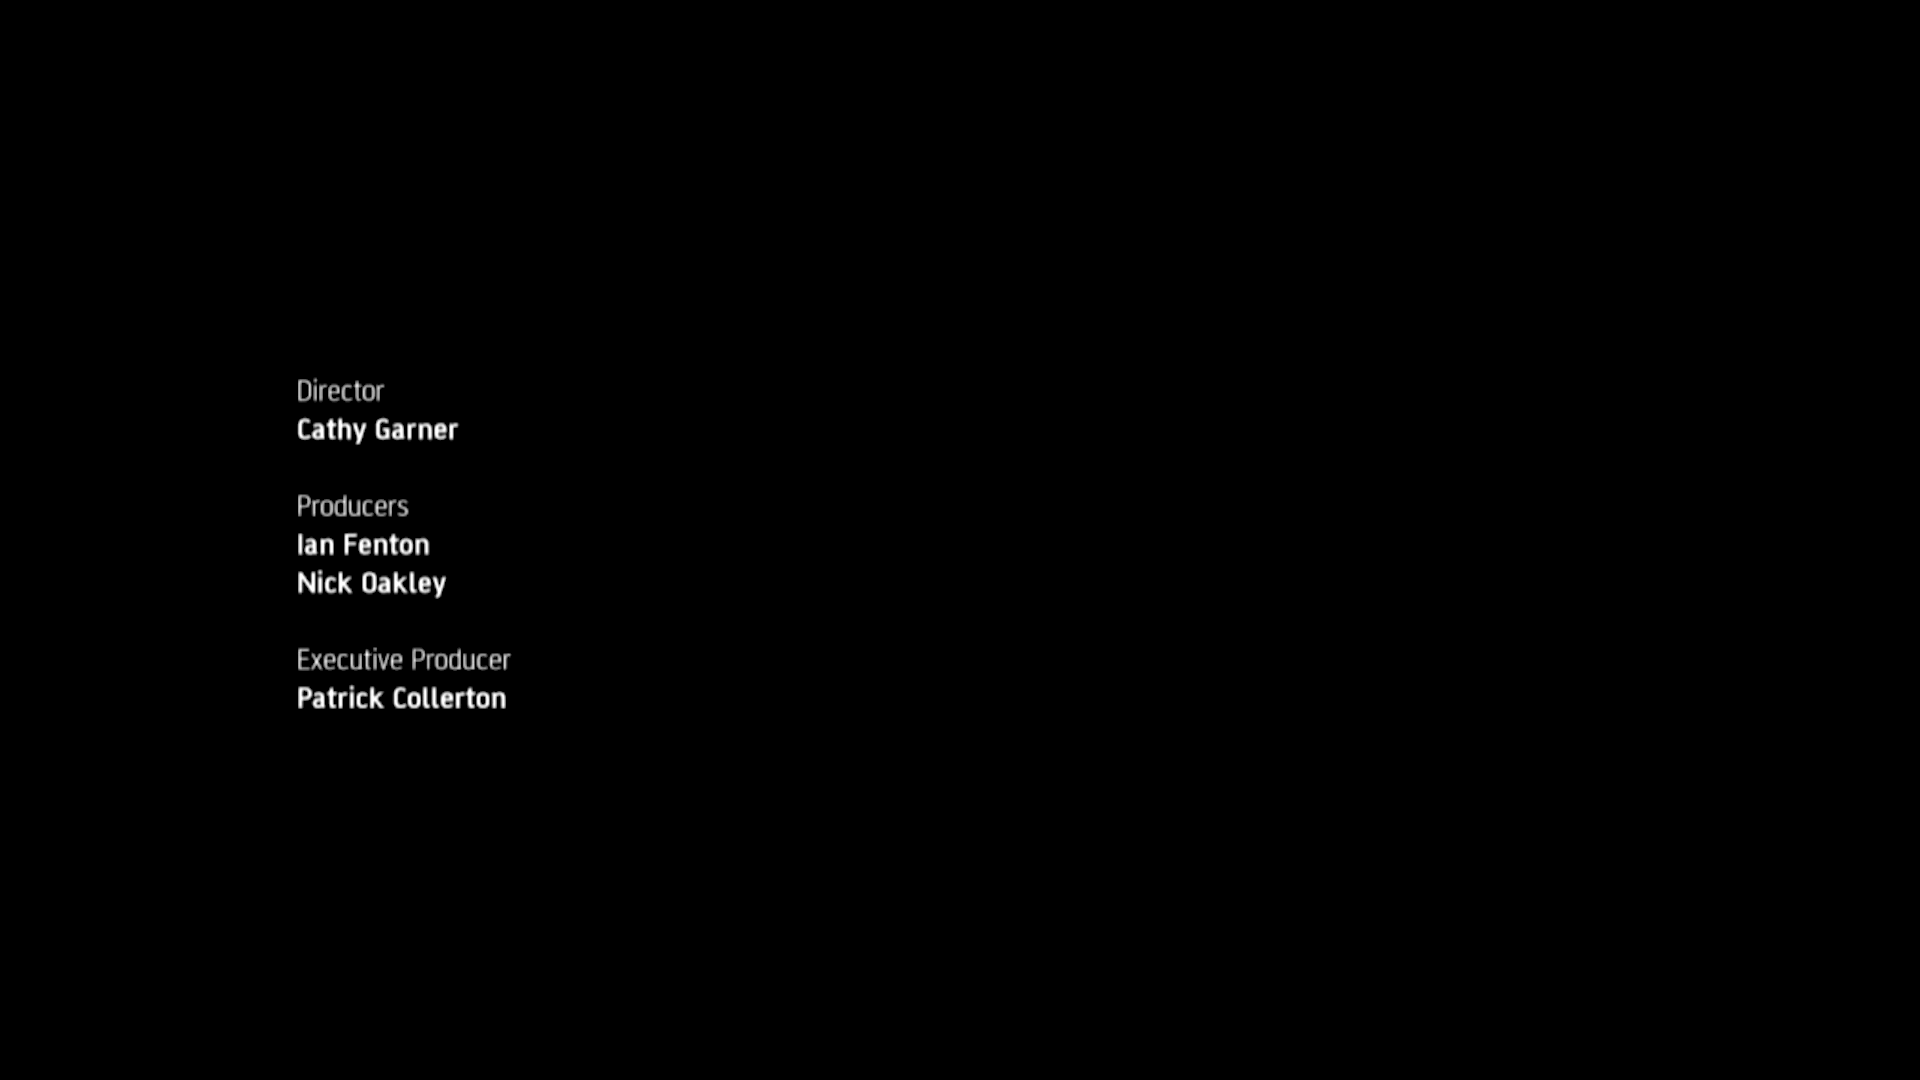 Director
Cathy Garner
Producers
Ian Fenton
Nick Oakley
Executive Producer
Patrick Collerton